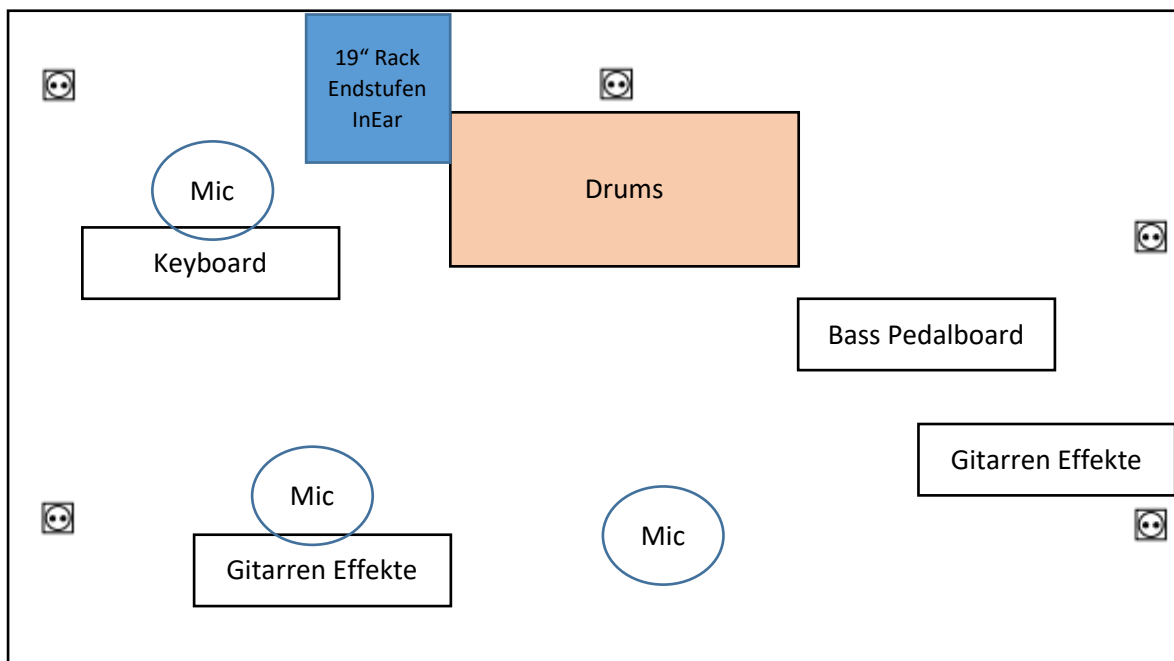 19“ Rack
Endstufen
InEar
Mic
Drums
Keyboard
Bass Pedalboard
Gitarren Effekte
Mic
Mic
Gitarren Effekte